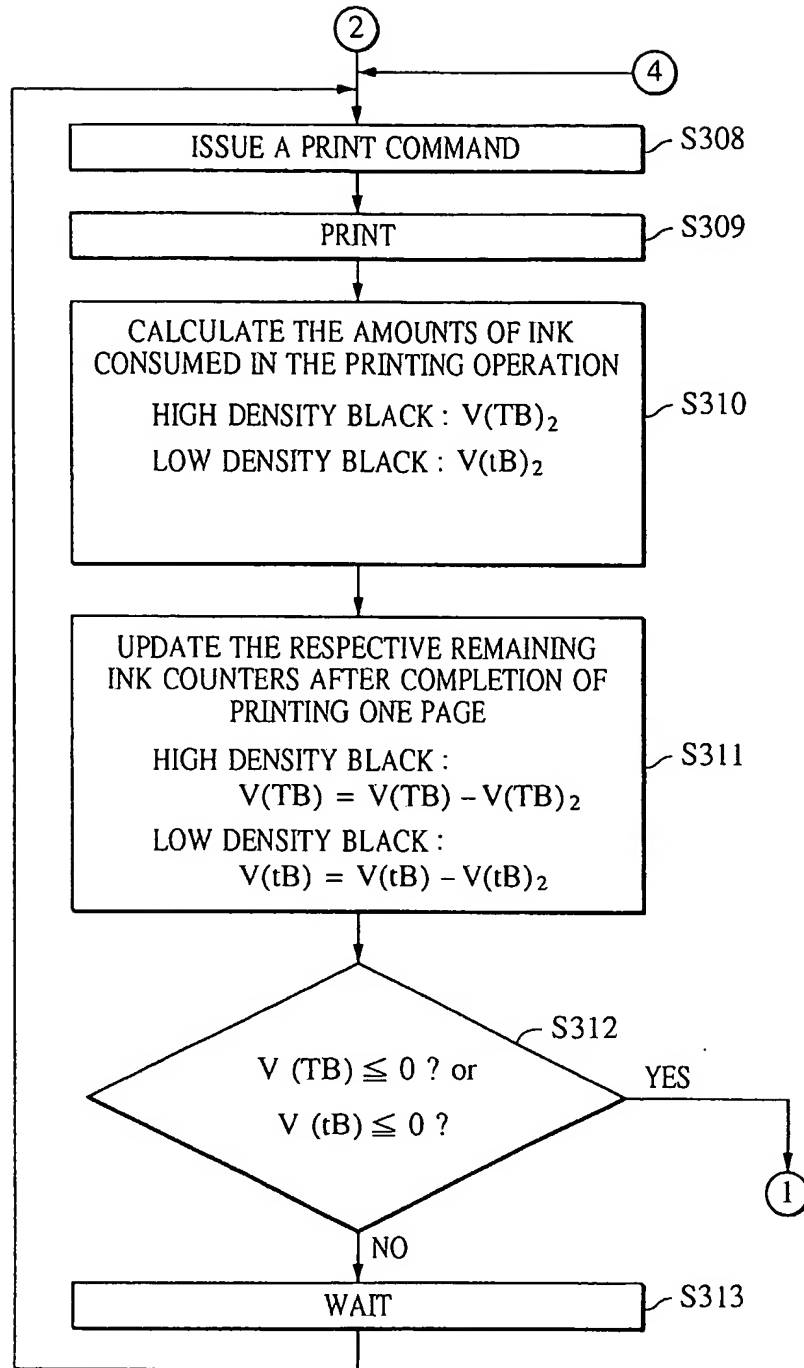 2
4
ISSUE A PRINT COMMAND
S308
PRINT
S309
CALCULATE THE AMOUNTS OF INK
CONSUMED IN THE PRINTING OPERATION
HIGH DENSITY BLACK : V(TB)₂
LOW DENSITY BLACK : V(tB)₂
S310
UPDATE THE RESPECTIVE REMAINING
INK COUNTERS AFTER COMPLETION OF
PRINTING ONE PAGE
HIGH DENSITY BLACK :
V(TB) = V(TB) – V(TB)₂
LOW DENSITY BLACK :
V(tB) = V(tB) – V(tB)₂
S311
S312
V (TB) ≦ 0 ? or
V (tB) ≦ 0 ?
YES
1
NO
WAIT
S313